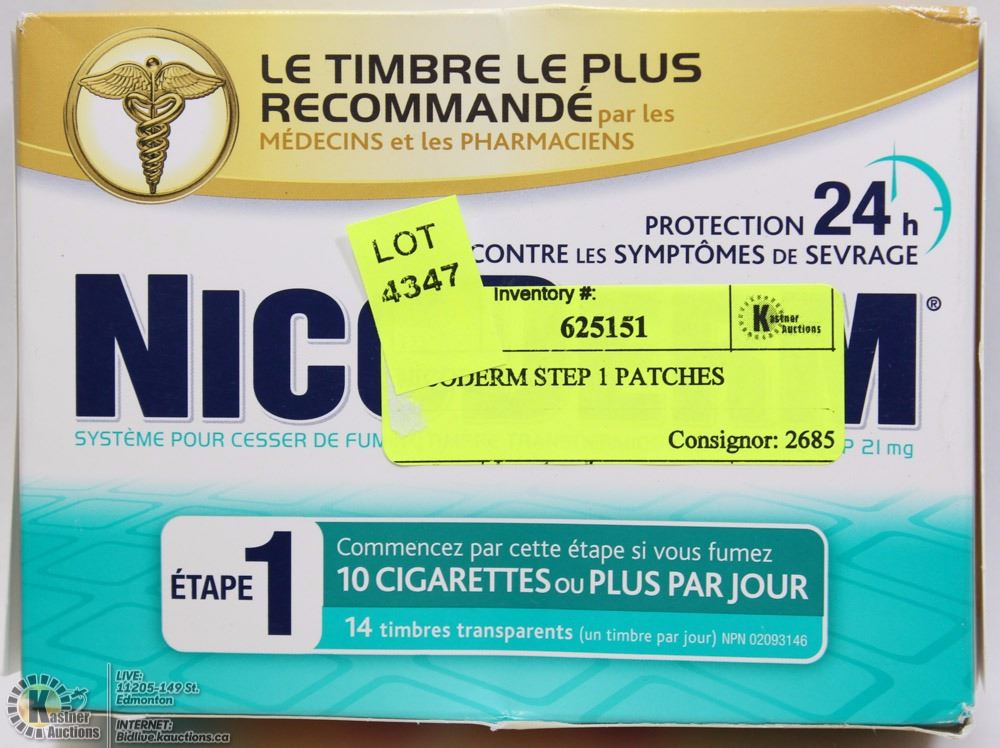 LE TIMBRE LE PLUS
RECOMMANDÉ par les
MÉDECINS et les PHARMACIENS
PROTECTION 24 h
CONTRE LES SYMPTÔMES DE SEVRAGE
LOT
4347
Inventory #:
625151
Kastner
Auctions
NIC M®
DERM STEP 1 PATCHES
Consignor: 2685
SYSTÈME POUR CESSER DE FUM P 21 mg
ÉTAPE 1
Commencez par cette étape si vous fumez
10 CIGARETTES OU PLUS PAR JOUR
14 timbres transparents (un timbre par jour) NPN 02093146
Kastner
Auctions
LIVE:
11205-149 St.
Edmonton
INTERNET:
Bidlive.kauctions.ca